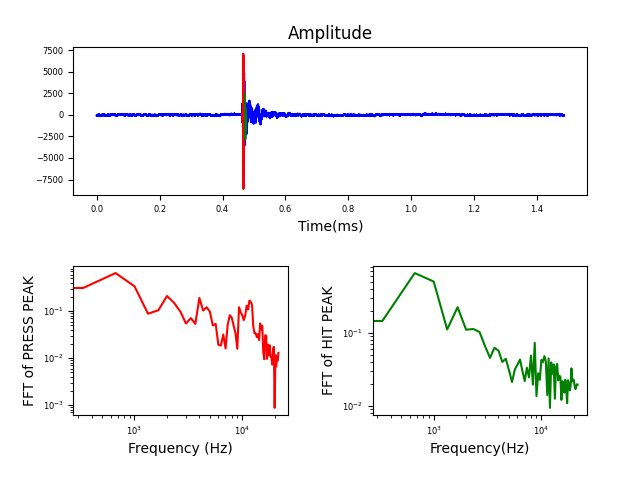 Amplitude
7500
5000
2500
0
−2500
−5000
−7500
0.0 0.2 0.4 0.6 0.8 1.0 1.2 1.4
Time(ms)
FFT of PRESS PEAK
10⁻¹
10⁻²
10⁻³
10³ 10⁴
Frequency (Hz)
FFT of HIT PEAK
10⁻¹
10⁻²
10³ 10⁴
Frequency(Hz)